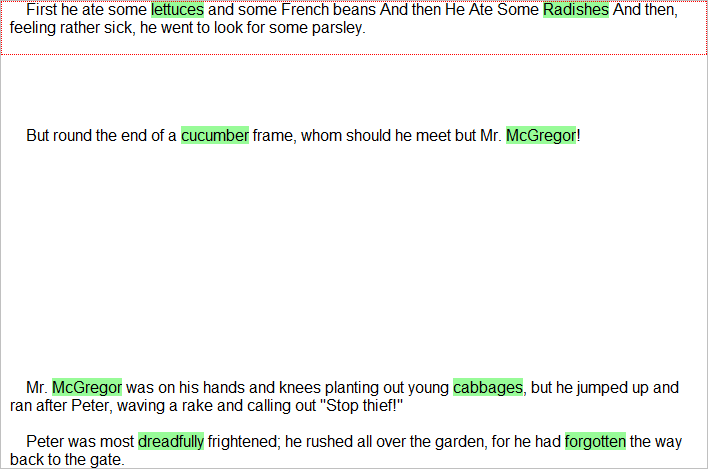 First he ate some lettuces and some French beans And then He Ate Some Radishes And then,
feeling rather sick, he went to look for some parsley.
But round the end of a cucumber frame, whom should he meet but Mr. McGregor!
Mr. McGregor was on his hands and knees planting out young cabbages, but he jumped up and
ran after Peter, waving a rake and calling out "Stop thief!"
Peter was most dreadfully frightened; he rushed all over the garden, for he had forgotten the way
back to the gate.